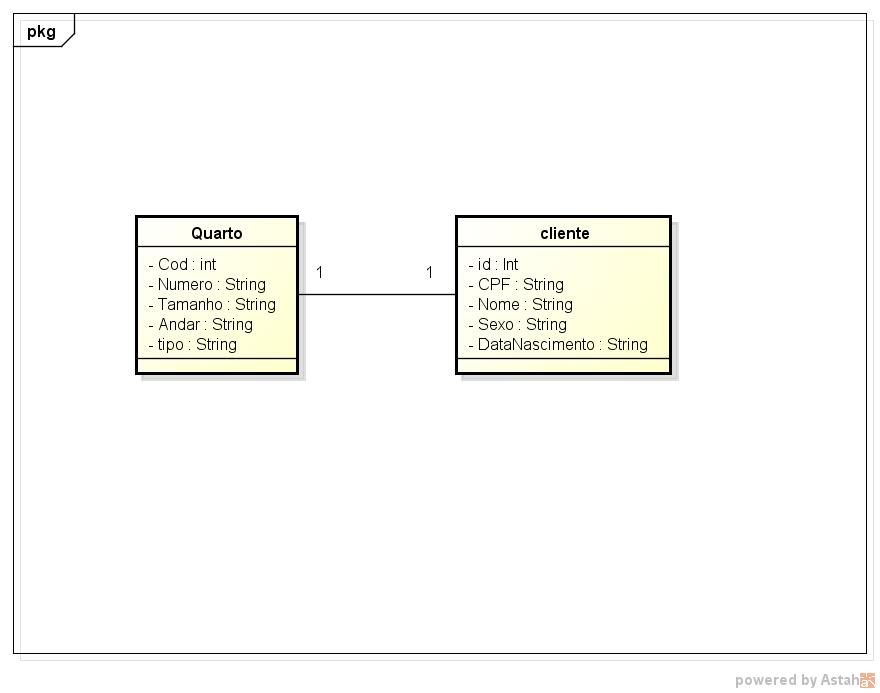 pkg
Quarto
- Cod : int
- Numero : String
- Tamanho : String
- Andar : String
- tipo : String
1
1
cliente
- id : Int
- CPF : String
- Nome : String
- Sexo : String
- DataNascimento : String
powered by Astah